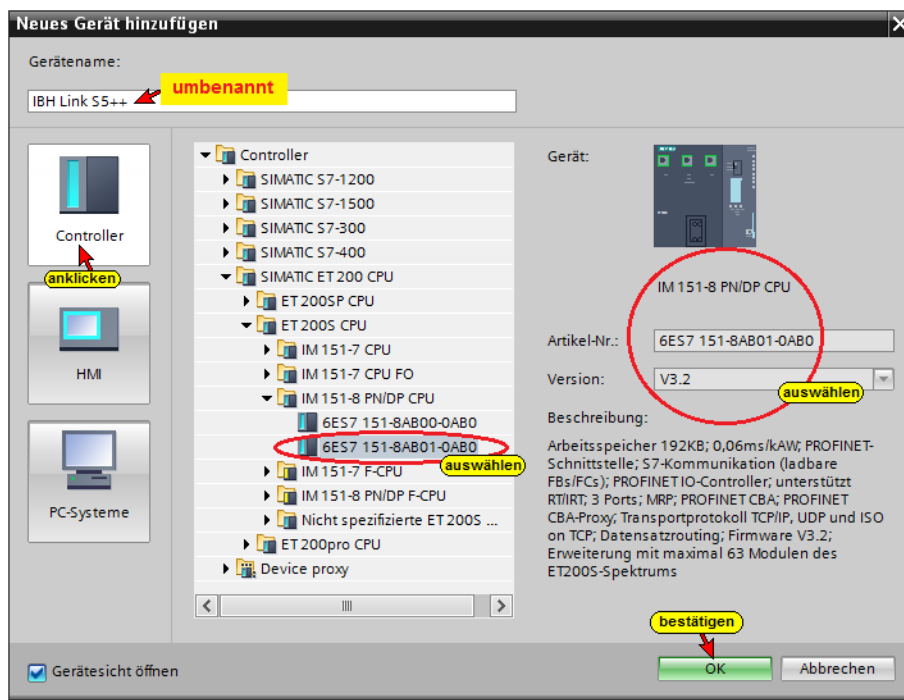 Neues Gerät hinzufügen
Gerätename:
umbenannt
IBH Link S5++
Controller
anklicken
HMI
PC-Systeme
Controller
SIMATIC S7-1200
SIMATIC S7-1500
SIMATIC S7-300
SIMATIC S7-400
SIMATIC ET 200 CPU
ET 200SP CPU
ET 200S CPU
IM 151-7 CPU
IM 151-7 CPU FO
IM 151-8 PN/DP CPU
6ES7 151-8AB00-0AB0
6ES7 151-8AB01-0AB0
auswählen
IM 151-7 F-CPU
IM 151-8 PN/DP F-CPU
Nicht spezifizierte ET 200S ...
ET 200pro CPU
Device proxy
Gerät:
IM 151-8 PN/DP CPU
Artikel-Nr.: 6ES7 151-8AB01-0AB0
Version: V3.2
auswählen
Beschreibung:
Arbeitsspeicher 192KB; 0,06ms/kAW; PROFINET-
Schnittstelle; S7-Kommunikation (ladbare
FBs/FCs); PROFINET IO-Controller; unterstützt
RT/IRT; 3 Ports; MRP; PROFINET CBA; PROFINET
CBA-Proxy; Transportprotokoll TCP/IP, UDP und ISO
on TCP; Datensatzrouting; Firmware V3.2;
Erweiterung mit maximal 63 Modulen des
ET200S-Spektrums
bestätigen
Gerätesicht öffnen
OK
Abbrechen